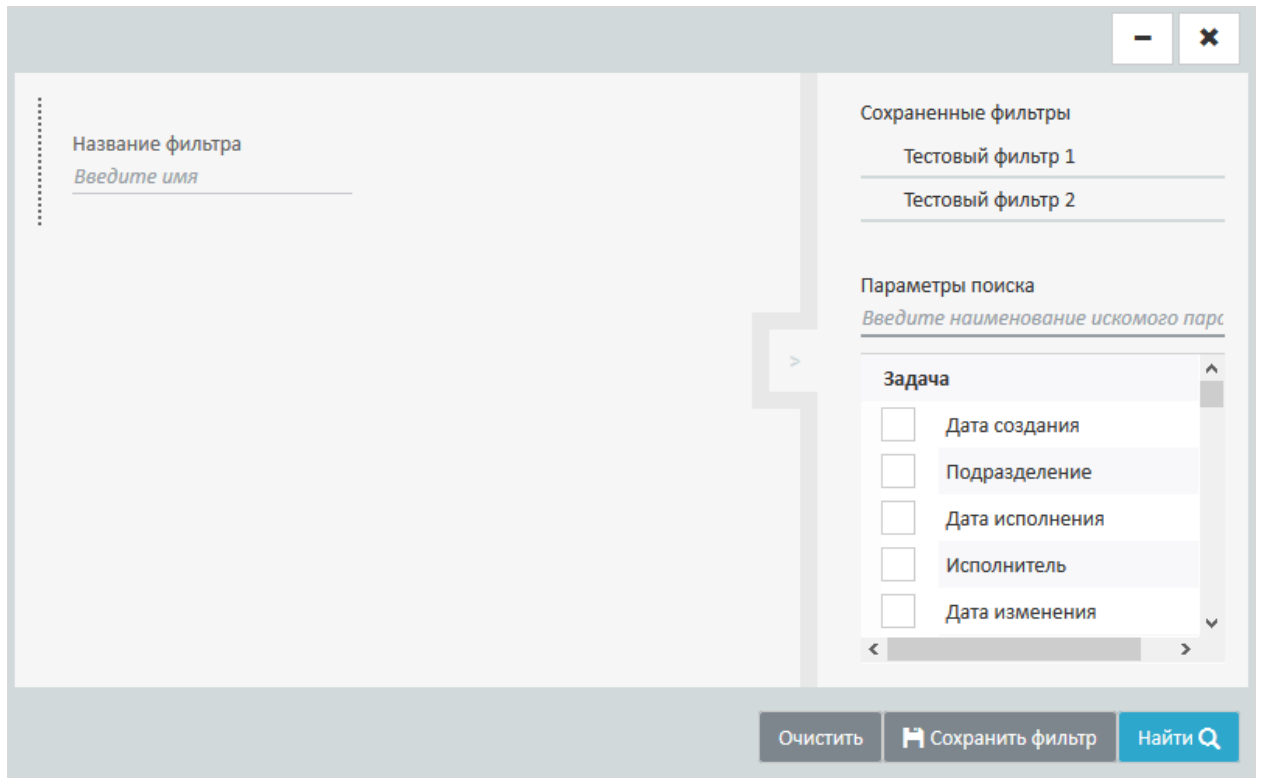 Название фильтра
Введите имя
>
Сохраненные фильтры
Тестовый фильтр 1
Тестовый фильтр 2
Параметры поиска
Введите наименование искомого пара
Задача
Дата создания
Подразделение
Дата исполнения
Исполнитель
Дата изменения
Очистить
Сохранить фильтр
Найти